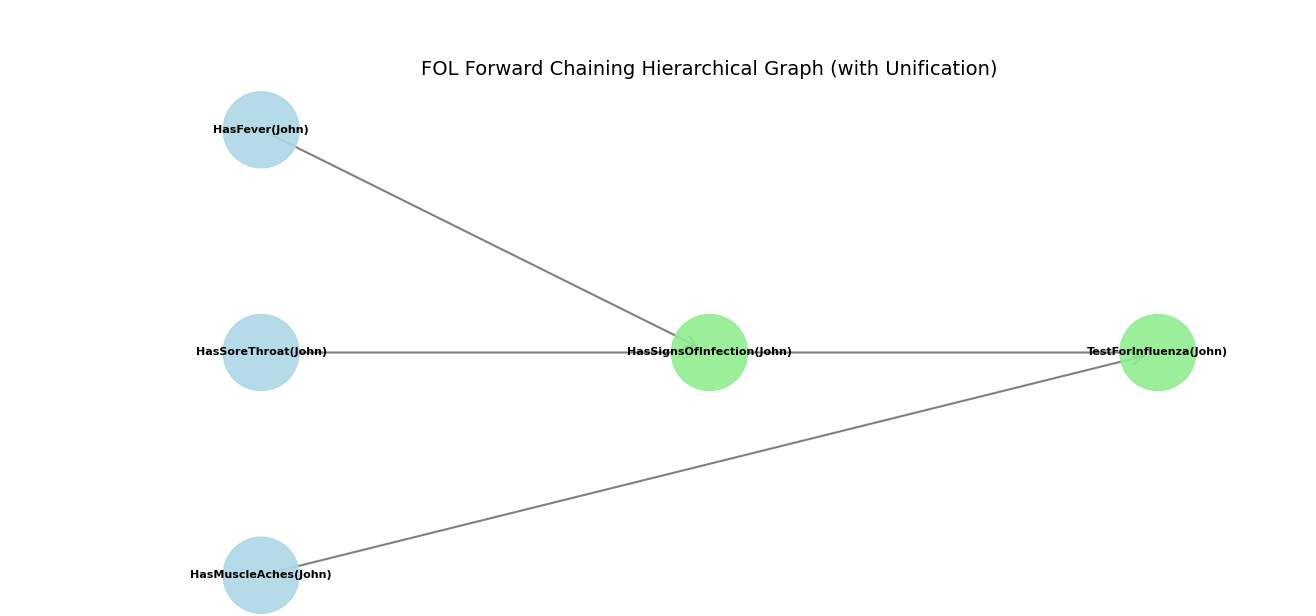 FOL Forward Chaining Hierarchical Graph (with Unification)
HasFever(John)
HasSoreThroat(John)
HasSignsOfInfection(John)
TestForInfluenza(John)
HasMuscleAches(John)